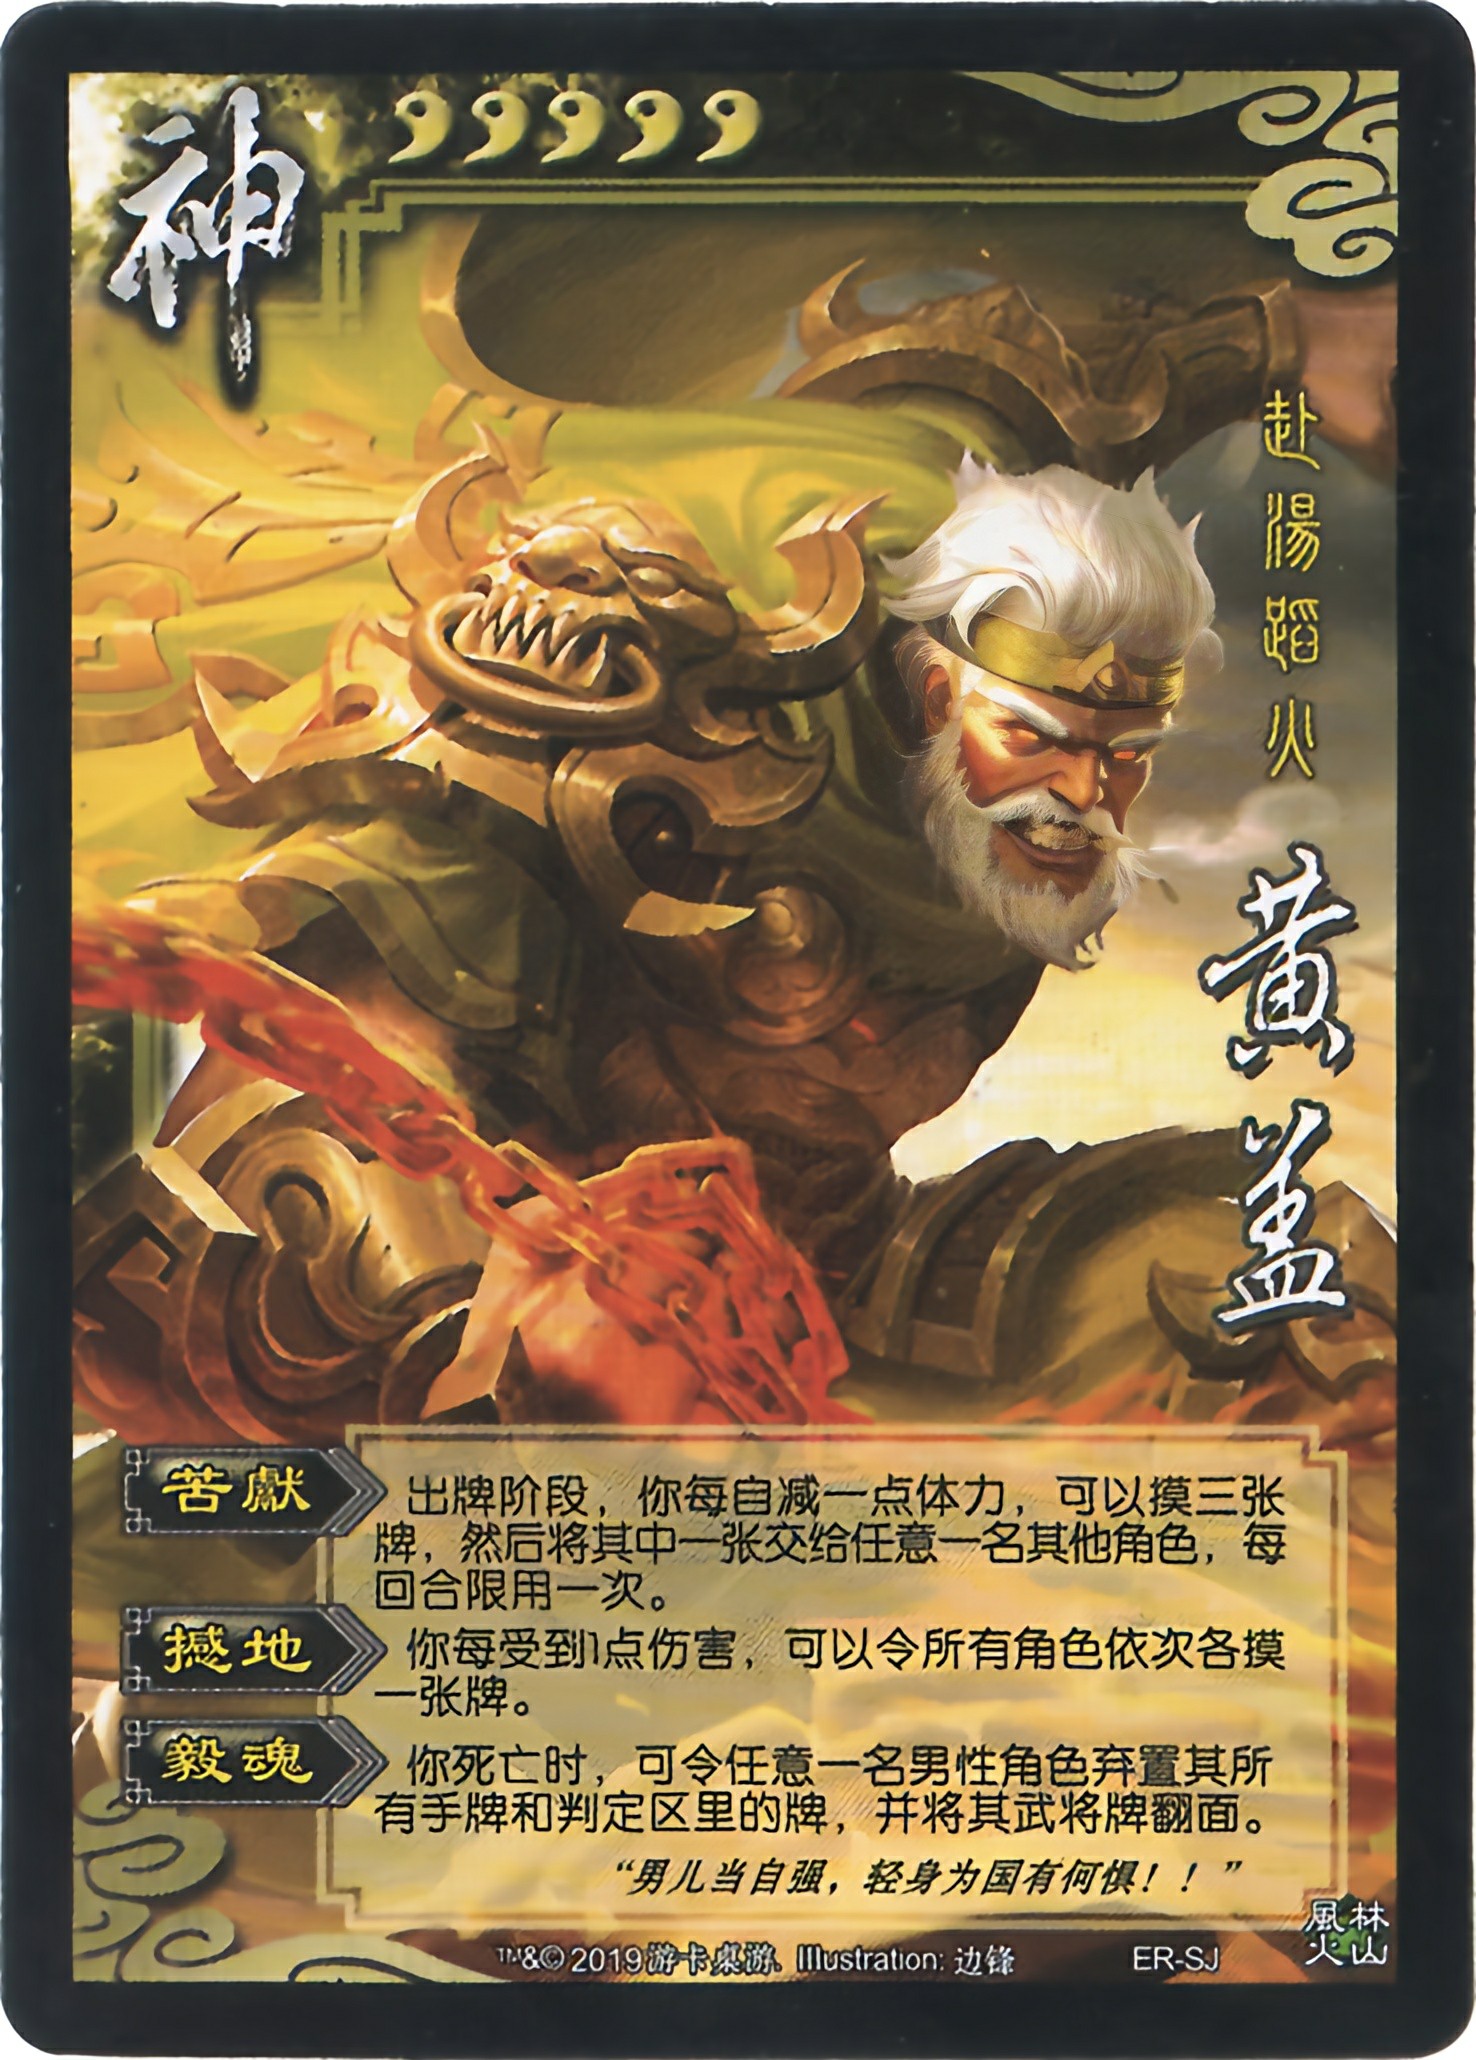 神
赴湯蹈火
黄盖
苦獻
出牌阶段，你每自减一点体力，可以摸三张
牌，然后将其中一张交给任意一名其他角色，每
回合限用一次。
撼地
你每受到1点伤害，可以令所有角色依次各摸
一张牌。
毅魂
你死亡时，可令任意一名男性角色弃置其所
有手牌和判定区里的牌，并将其武将牌翻面。
“男儿当自强，轻身为国有何惧！！”
™&©2019游卡桌游. Illustration: 边锋 ER-SJ
風林
火山